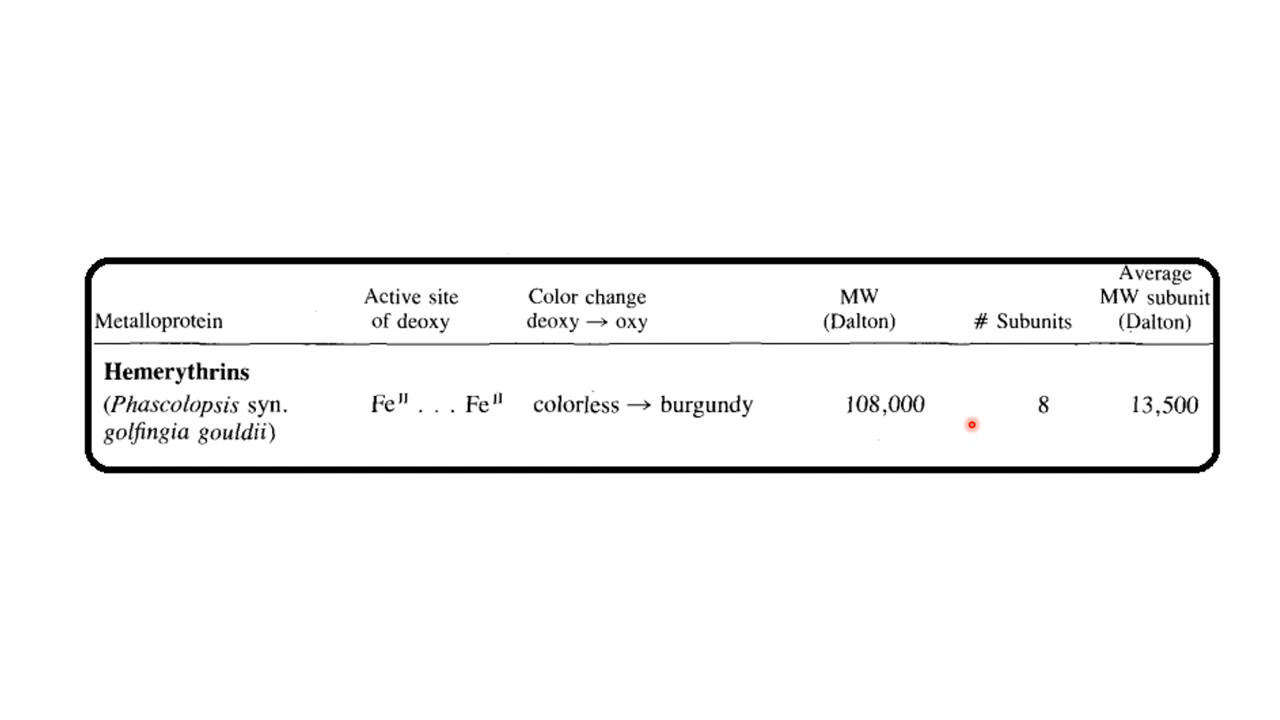 Metalloprotein Active site of deoxy Color change deoxy → oxy MW (Dalton) # Subunits Average MW subunit (Dalton)
Hemerythrins
(Phascolopsis syn. Fe^II . . . Fe^II colorless → burgundy 108,000 8 13,500
golfingia gouldii)